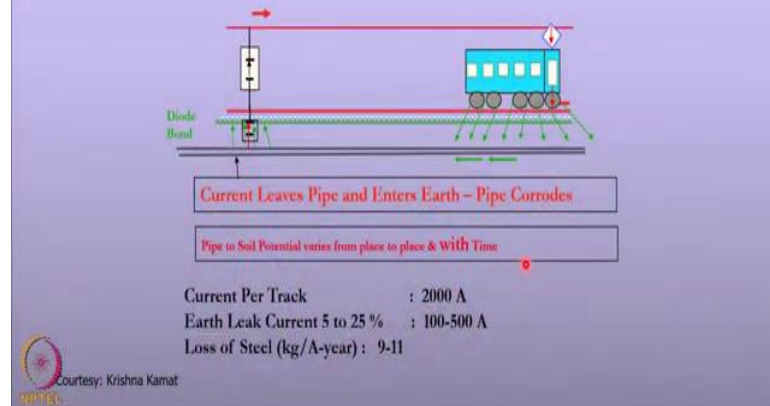 Diode
Bond
Current Leaves Pipe and Enters Earth – Pipe Corrodes
Pipe to Soil Potential varies from place to place & With Time
Current Per Track : 2000 A
Earth Leak Current 5 to 25 % : 100-500 A
Loss of Steel (kg/A-year) : 9-11
Courtesy: Krishna Kamat
NPTEL